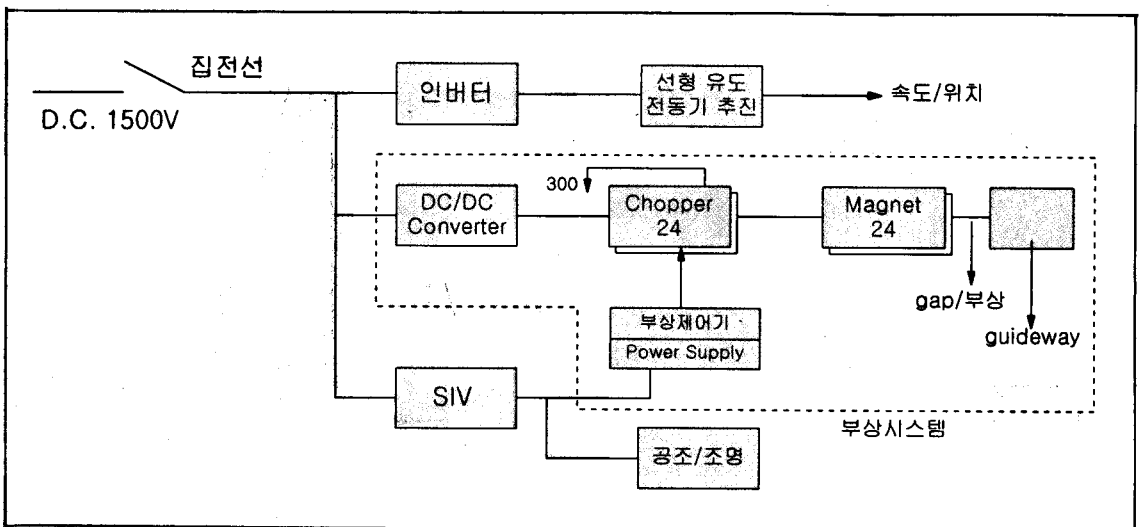 집전선
D.C. 1500V
인버터
선형 유도
전동기 추진
속도/위치
DC/DC
Converter
300
Chopper
24
Magnet
24
gap/부상
guideway
부상제어기
Power Supply
SIV
부상시스템
공조/조명